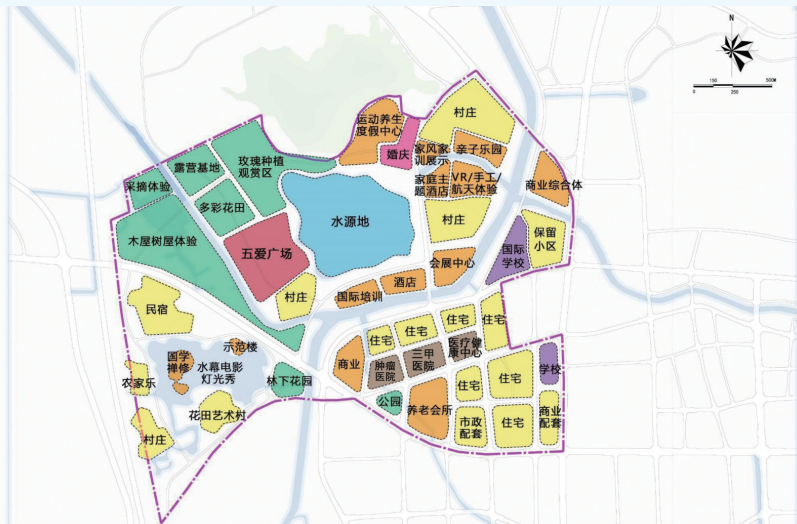 N
150
500M
0
250
村庄
运动养生
度假中心
婚庆
家风家
训展示
亲子乐园
玫瑰种植
观赏区
露营基地
采摘体验
家庭主
题酒店
VR/手工/
航天体验
商业综合体
多彩花田
水源地
村庄
保留
小区
木屋树屋体验
五爱广场
国际
学校
会展中心
酒店
国际培训
村庄
民宿
住宅
住宅
住宅
住宅
示范楼
国学
禅修
水幕电影
灯光秀
商业
肿瘤
医院
三甲
医院
医疗健
康中心
农家乐
林下花园
住宅
住宅
学校
公园
养老会所
花田艺术村
村庄
市政
配套
住宅
商业
配套